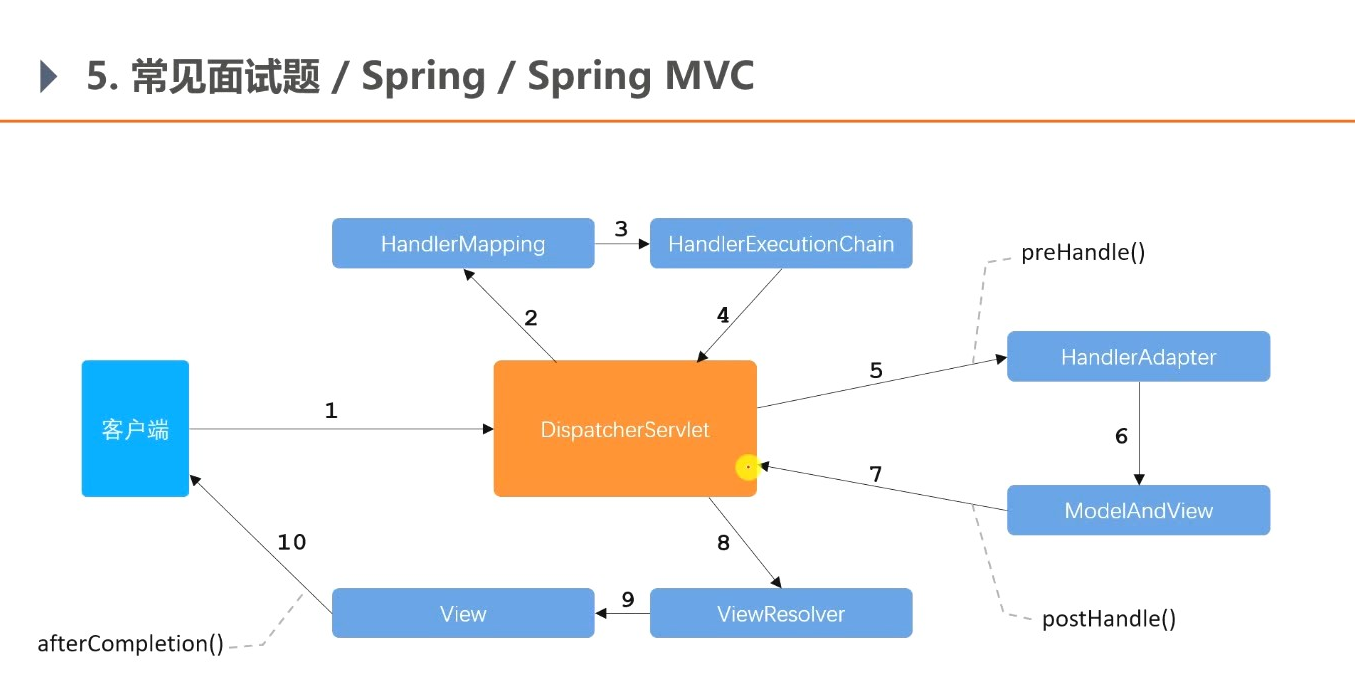 5. 常见面试题 / Spring / Spring MVC
HandlerMapping
3
HandlerExecutionChain
preHandle()
2
4
HandlerAdapter
5
客户端
1
DispatcherServlet
6
7
ModelAndView
10
8
View
9
ViewResolver
postHandle()
afterCompletion()